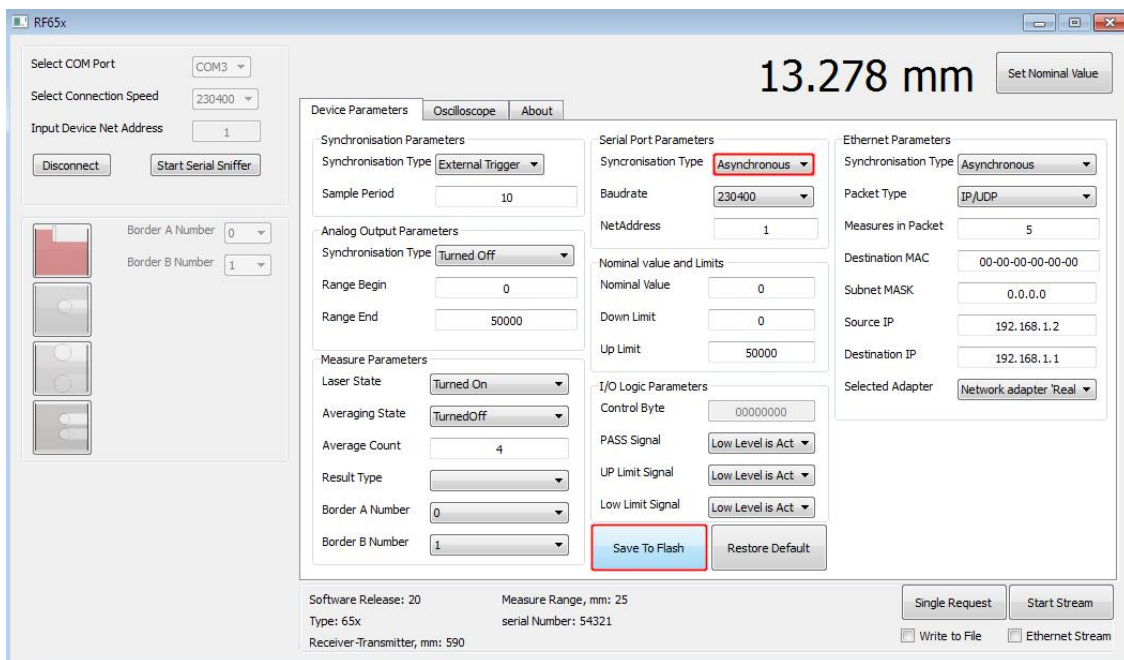 RF65x
Select COM Port COM3
Select Connection Speed 230400
Input Device Net Address 1
Disconnect Start Serial Sniffer
Border A Number 0
Border B Number 1
13.278 mm Set Nominal Value
Device Parameters Oscilloscope About
Synchronisation Parameters
Synchronisation Type External Trigger
Sample Period 10
Analog Output Parameters
Synchronisation Type Turned Off
Range Begin 0
Range End 50000
Measure Parameters
Laser State Turned On
Averaging State TurnedOff
Average Count 4
Result Type
Border A Number 0
Border B Number 1
Serial Port Parameters
Syncronisation Type Asynchronous
Baudrate 230400
NetAddress 1
Nominal value and Limits
Nominal Value 0
Down Limit 0
Up Limit 50000
I/O Logic Parameters
Control Byte 00000000
PASS Signal Low Level is Act
UP Limit Signal Low Level is Act
Low Limit Signal Low Level is Act
Save To Flash Restore Default
Ethernet Parameters
Synchronisation Type Asynchronous
Packet Type IP/UDP
Measures in Packet 5
Destination MAC 00-00-00-00-00-00
Subnet MASK 0.0.0.0
Source IP 192.168.1.2
Destination IP 192.168.1.1
Selected Adapter Network adapter 'Real
Software Release: 20 Measure Range, mm: 25
Type: 65x serial Number: 54321
Receiver-Transmitter, mm: 590
Single Request Start Stream
Write to File Ethernet Stream